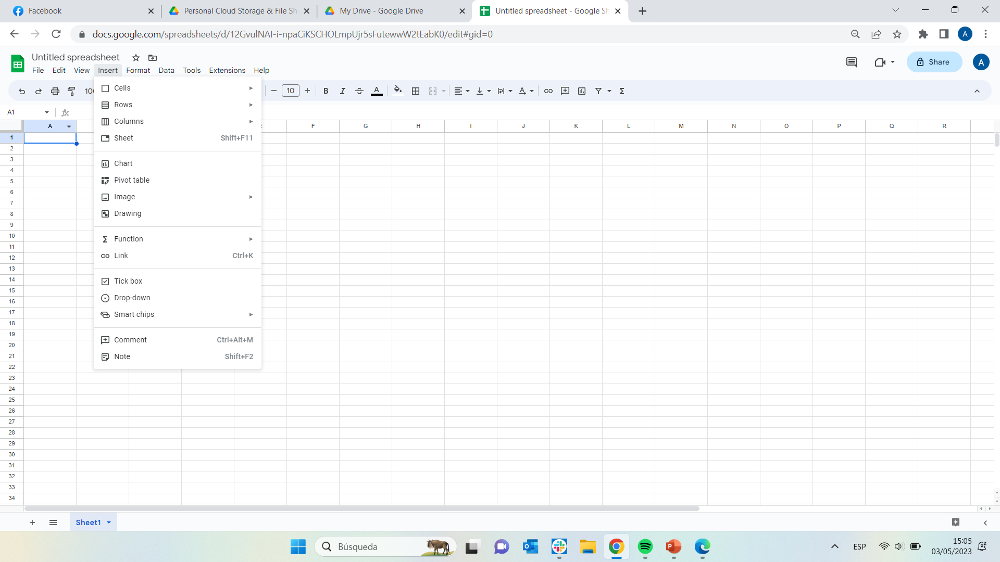 Facebook
Personal Cloud Storage & File Sh
My Drive - Google Drive
Untitled spreadsheet - Google Sh
docs.google.com/spreadsheets/d/12GvulNAI-i-npaCiKSCHOLmpUjr5sFutewwW2tEabK0/edit#gid=0
A
Untitled spreadsheet
File Edit View Insert Format Data Tools Extensions Help
Share
A
100
10
B I A
A1
fx
Cells
Rows
Columns
Sheet Shift+F11
Chart
Pivot table
Image
Drawing
Function
Link Ctrl+K
Tick box
Drop-down
Smart chips
Comment Ctrl+Alt+M
Note Shift+F2
A F G H I J K L M N O P Q R
1
2
3
4
5
6
7
8
9
10
11
12
13
14
15
16
17
18
19
20
21
22
23
24
25
26
27
28
29
30
31
32
33
34
Sheet1
Búsqueda
ESP
15:05
03/05/2023